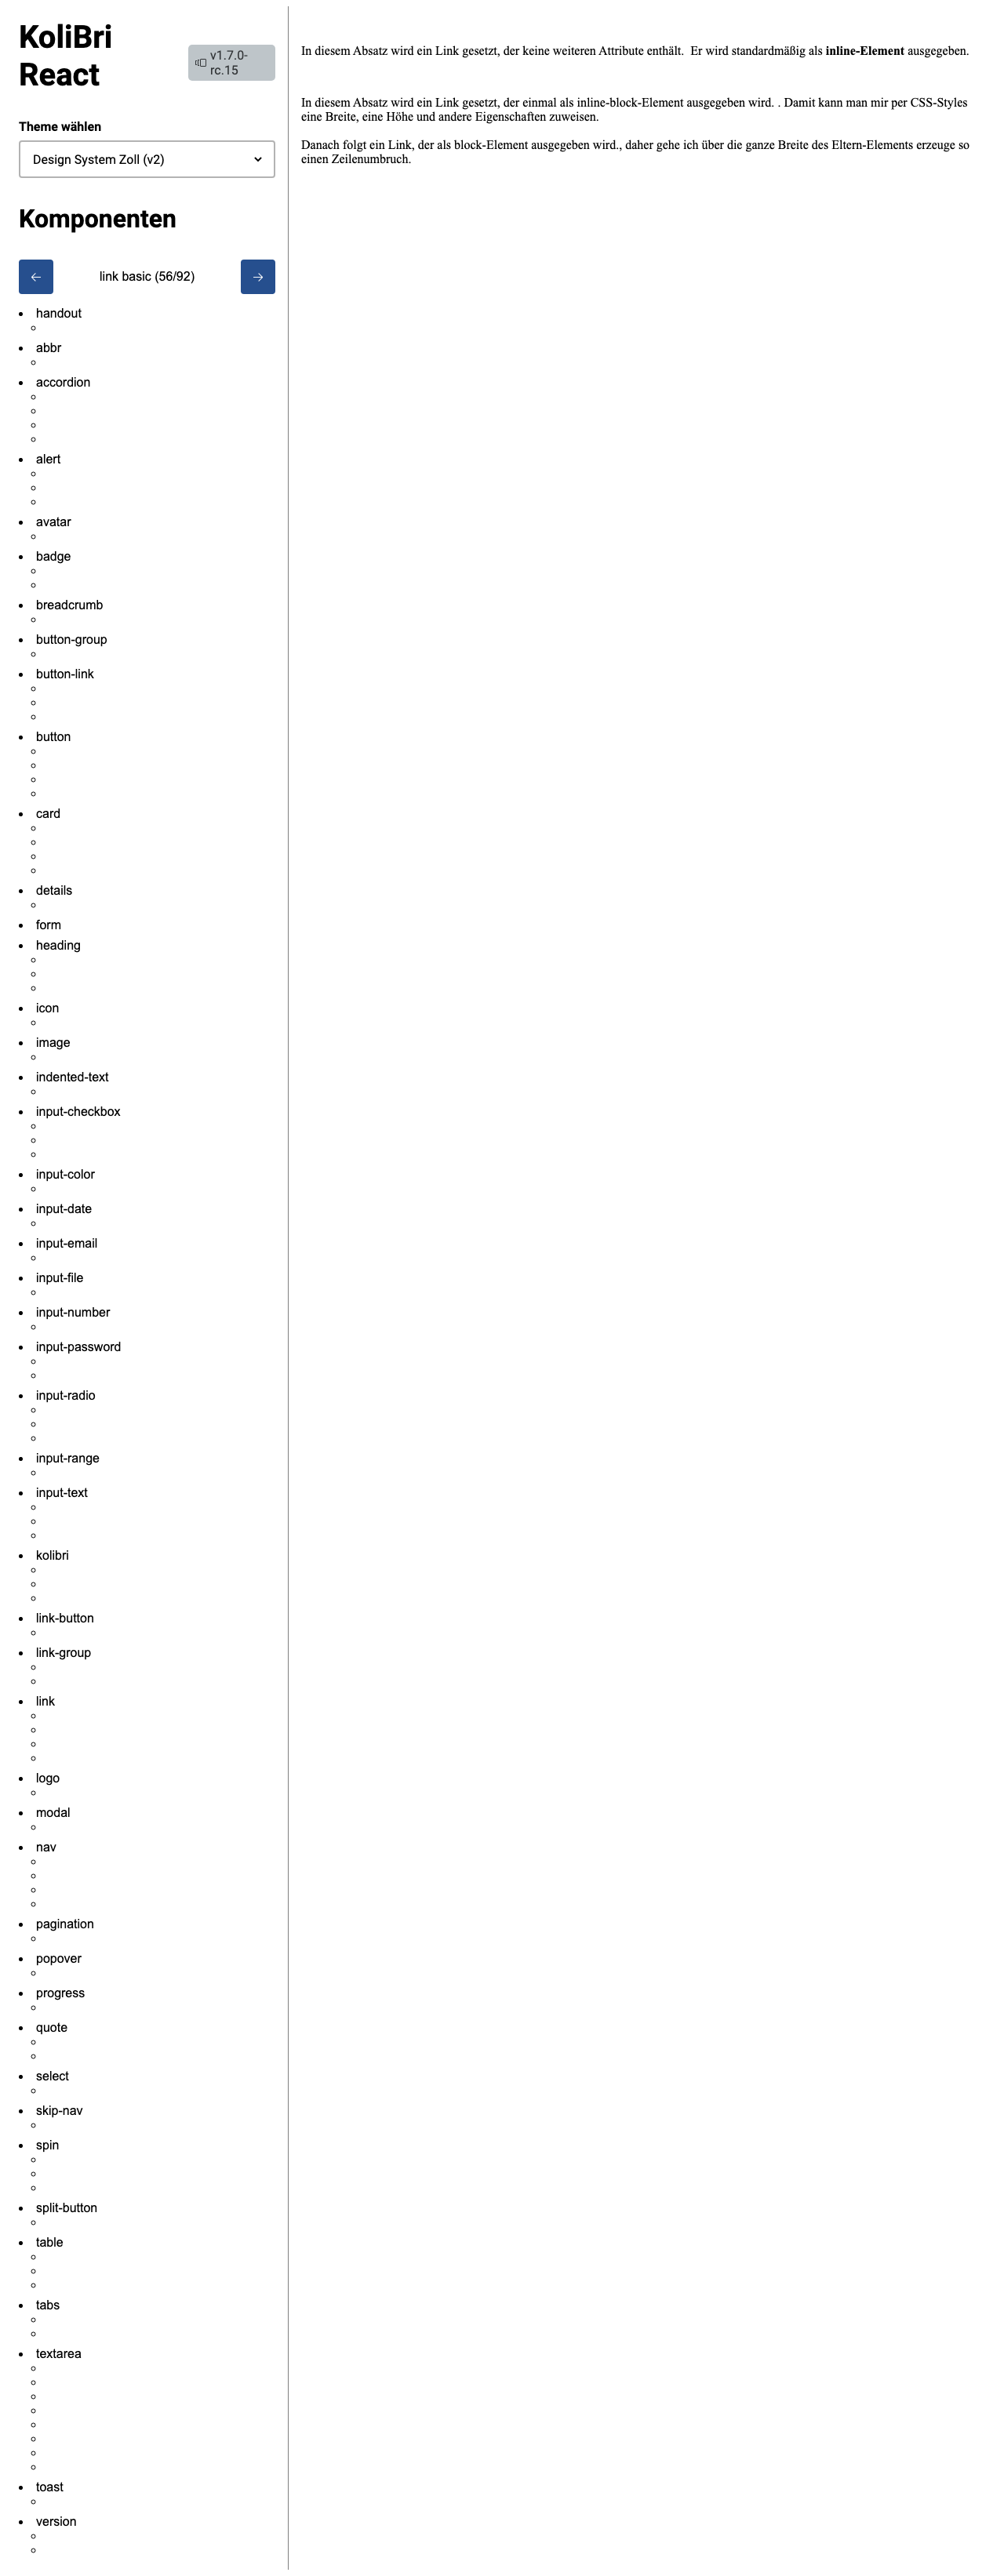 KoliBri
React
v1.7.0-
rc.15
Theme wählen
Design System Zoll (v2)
Komponenten
link basic (56/92)
handout
abbr
accordion
alert
avatar
badge
breadcrumb
button-group
button-link
button
card
details
form
heading
icon
image
indented-text
input-checkbox
input-color
input-date
input-email
input-file
input-number
input-password
input-radio
input-range
input-text
kolibri
link-button
link-group
link
logo
modal
nav
pagination
popover
progress
quote
select
skip-nav
spin
split-button
table
tabs
textarea
toast
version
In diesem Absatz wird ein Link gesetzt, der keine weiteren Attribute enthält.  Er wird standardmäßig als inline-Element ausgegeben.
In diesem Absatz wird ein Link gesetzt, der einmal als inline-block-Element ausgegeben wird. . Damit kann man mir per CSS-Styles
eine Breite, eine Höhe und andere Eigenschaften zuweisen.
Danach folgt ein Link, der als block-Element ausgegeben wird., daher gehe ich über die ganze Breite des Eltern-Elements erzeuge so
einen Zeilenumbruch.